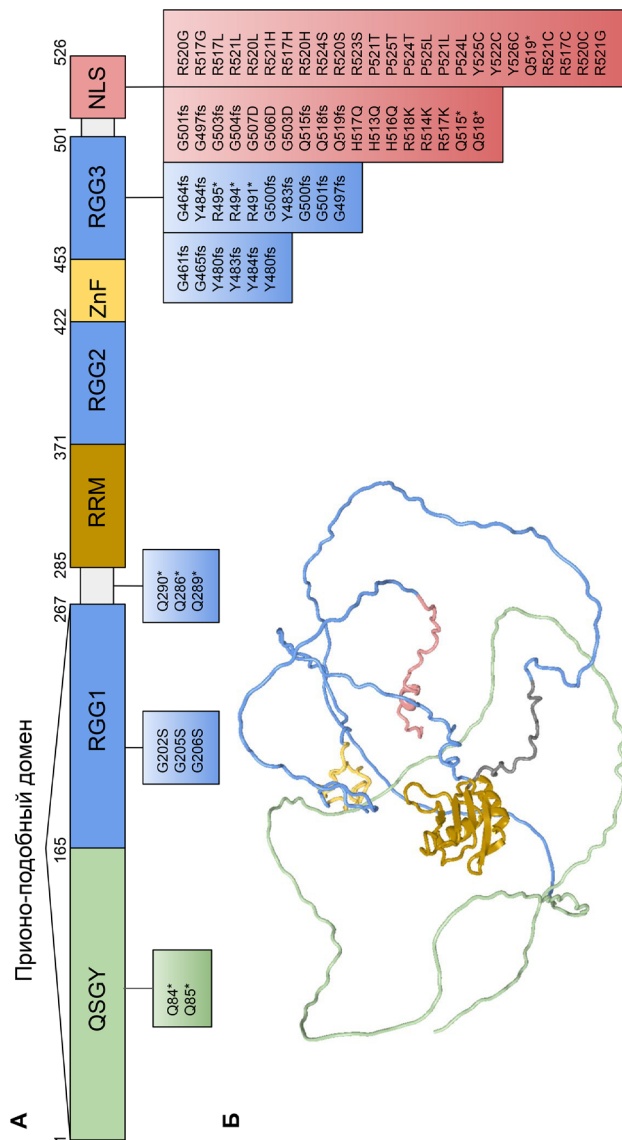 А
Прионо-подобный домен
1
165
267
285
371
422
453
501
526
QSGY
RGG1
RRM
RGG2
ZnF
RGG3
NLS
Q84*
Q85*
G202S
G205S
G206S
Q290*
Q286*
Q289*
G461fs
G465fs
Y480fs
Y483fs
Y484fs
Y480fs
G464fs
Y484fs
R495*
R494*
R491*
G500fs
Y483fs
G500fs
G501fs
G497fs
G501fs
G497fs
G503fs
G504fs
G507D
G506D
G503D
Q515fs
Q518fs
Q519fs
H517Q
H513Q
H516Q
R518K
R514K
R517K
Q515*
Q518*
R520G
R517G
R517L
R521L
R520L
R521H
R517H
R520H
R524S
R520S
R523S
P521T
P524T
P525T
P525L
P521L
P524L
Y525C
Y522C
Y526C
Q519*
R521C
R517C
R520C
R521G
Б